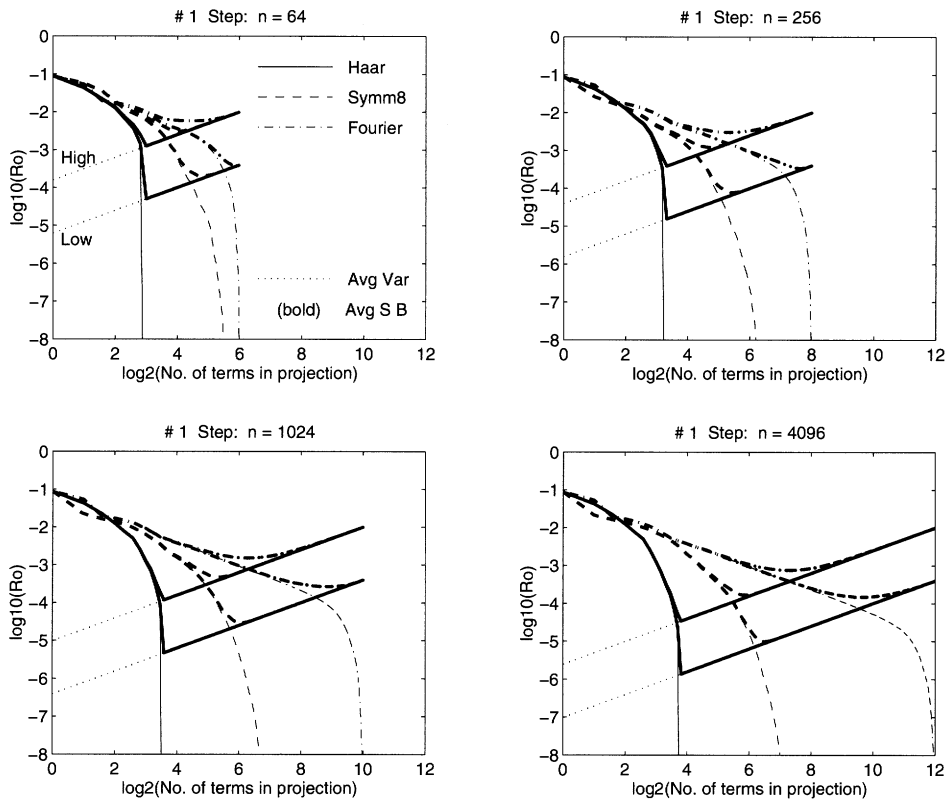 # 1 Step: n = 64
−0
−1
−2
−3
−4
−5
−6
−7
−8
log10(Ro)
High
Low
Haar
Symm8
Fourier
Avg Var
(bold) Avg S B
0 2 4 6 8 10 12
log2(No. of terms in projection)
# 1 Step: n = 256
−0
−1
−2
−3
−4
−5
−6
−7
−8
log10(Ro)
0 2 4 6 8 10 12
log2(No. of terms in projection)
# 1 Step: n = 1024
−0
−1
−2
−3
−4
−5
−6
−7
−8
log10(Ro)
0 2 4 6 8 10 12
log2(No. of terms in projection)
# 1 Step: n = 4096
−0
−1
−2
−3
−4
−5
−6
−7
−8
log10(Ro)
0 2 4 6 8 10 12
log2(No. of terms in projection)